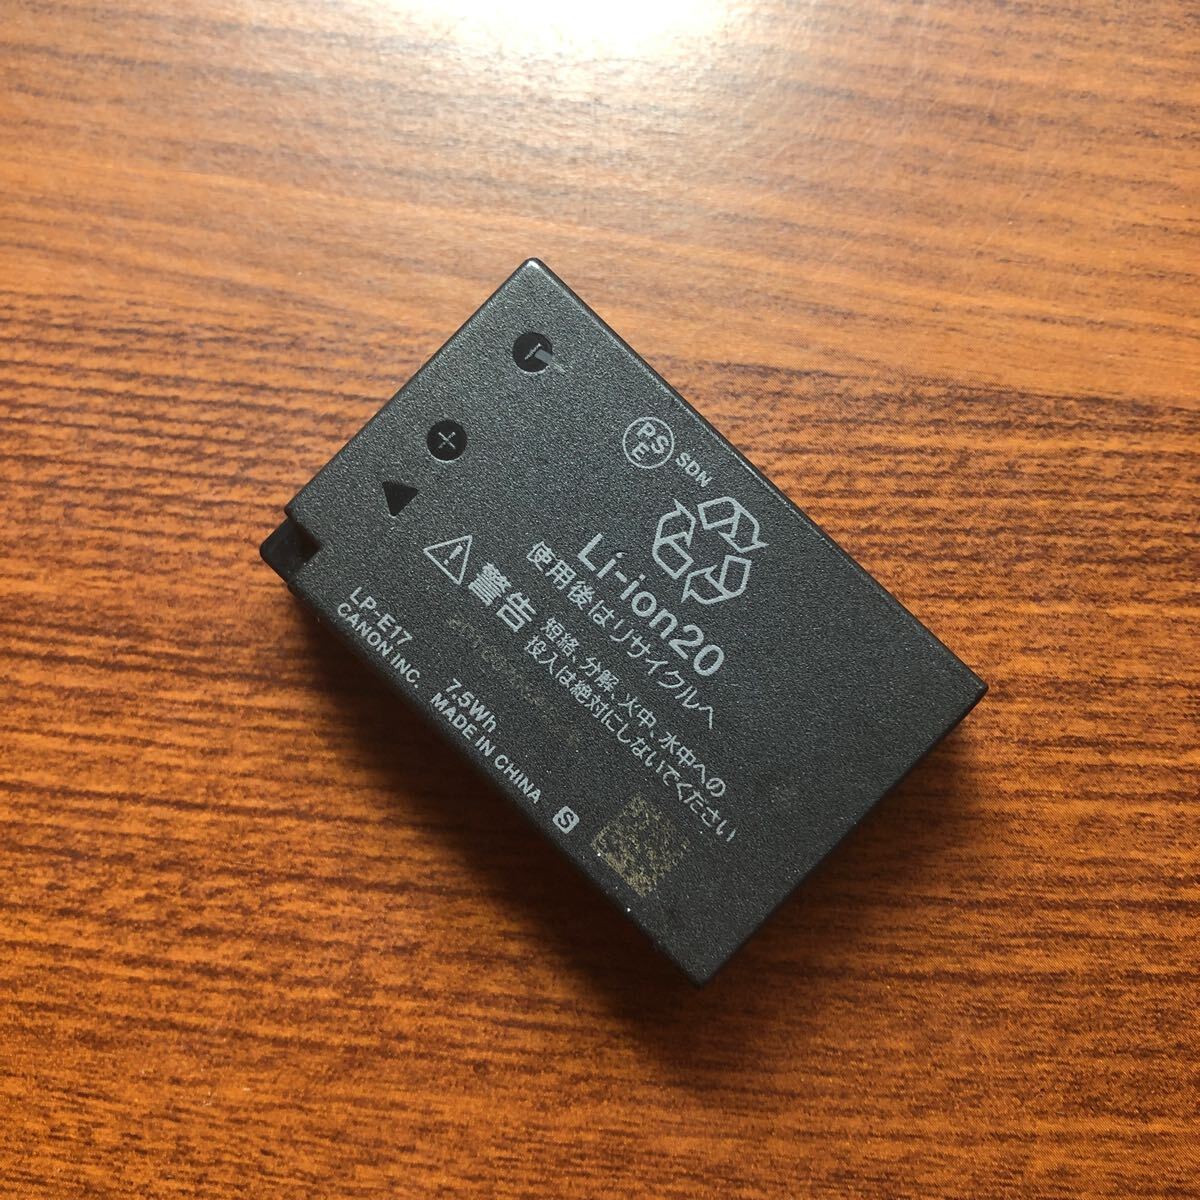 PSE SDN
Li-ion20
使用後はリサイクルへ
警告
短絡、分解、火中、水中への
投入は絶対にしないでください
LP-E17 7.5Wh
CANON INC. MADE IN CHINA S